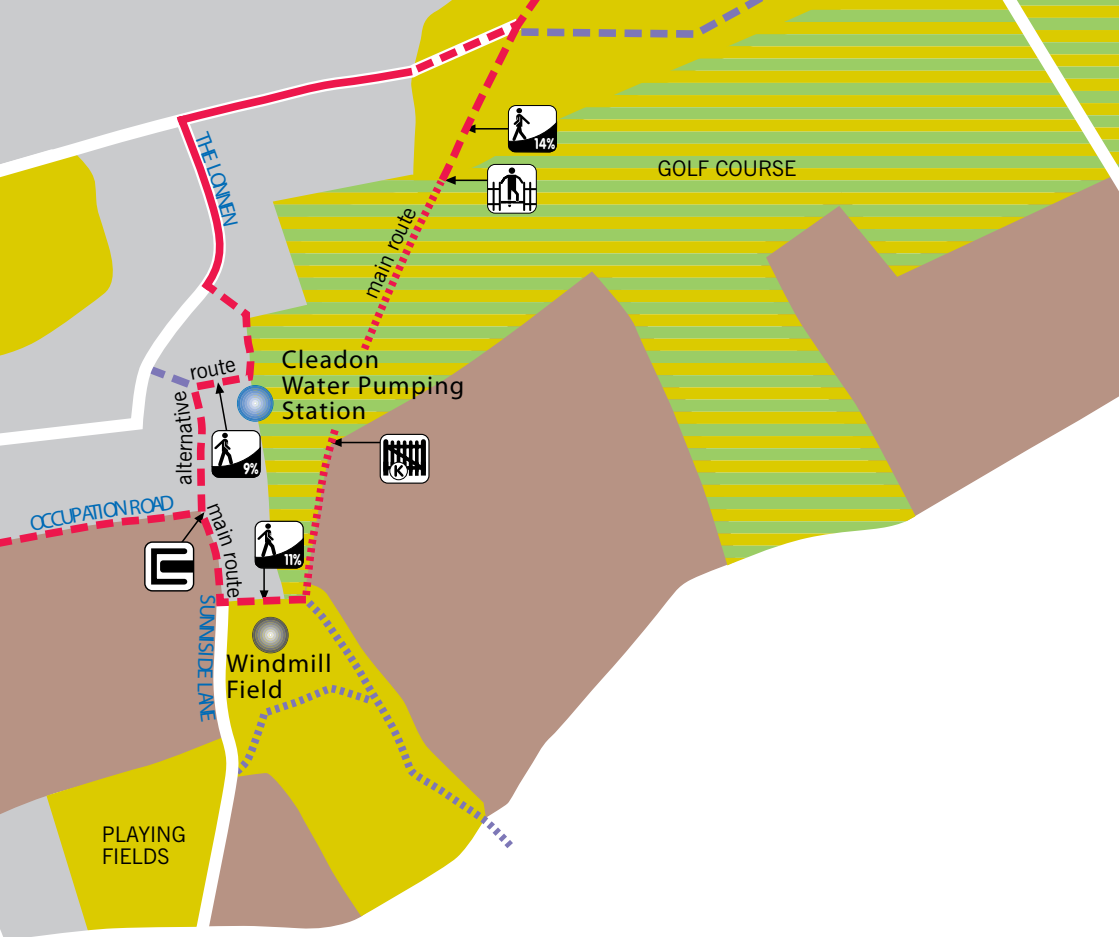 THE LONNEN
14%
GOLF COURSE
main route
Cleadon
Water Pumping
Station
route
alternative
9%
K
OCCUPATION ROAD
main route
11%
SUNNISIDE LANE
Windmill
Field
PLAYING
FIELDS